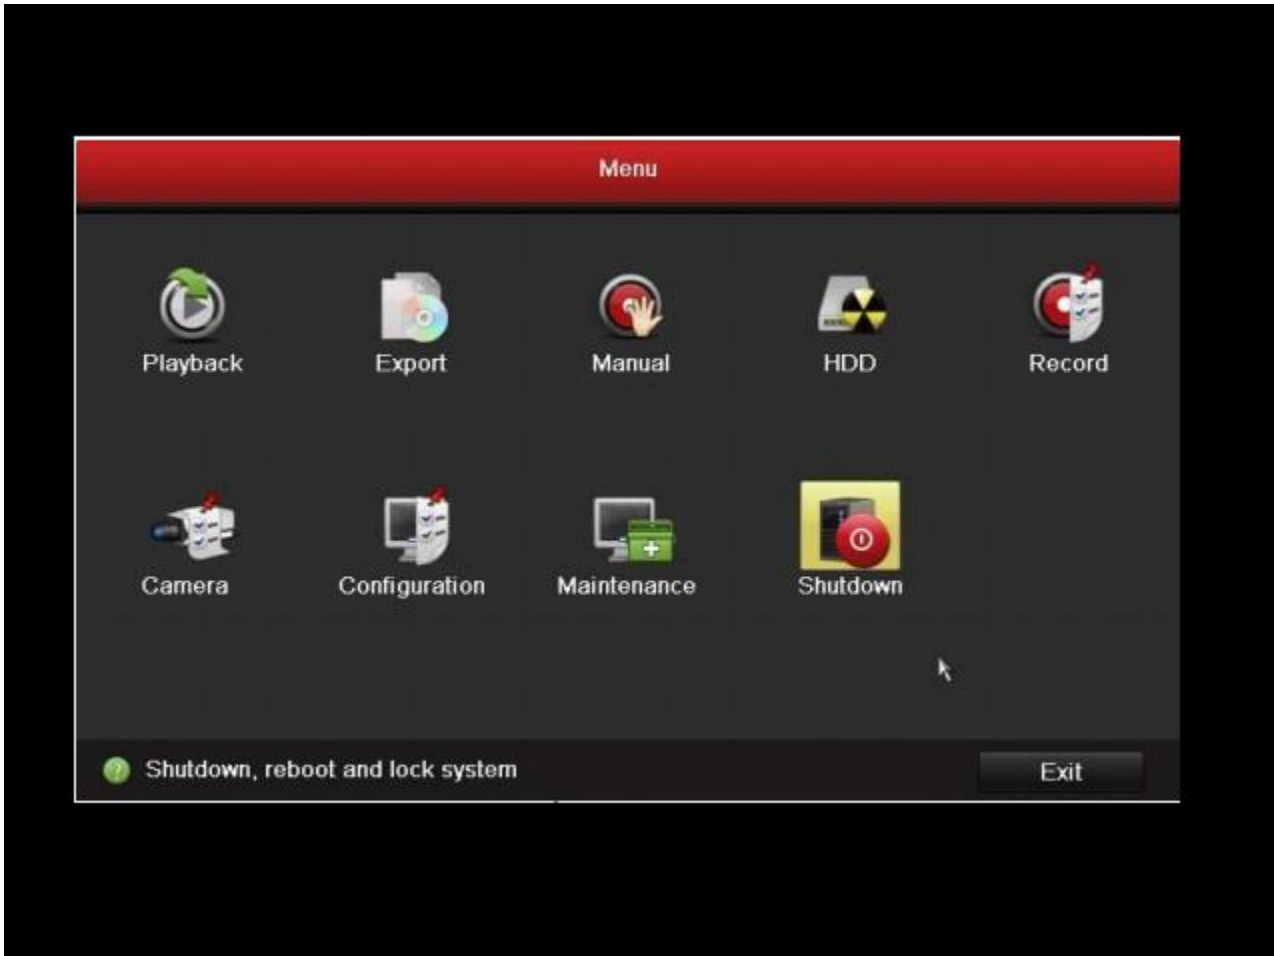 Menu
Playback
Export
Manual
HDD
Record
Camera
Configuration
Maintenance
Shutdown
Shutdown, reboot and lock system
Exit